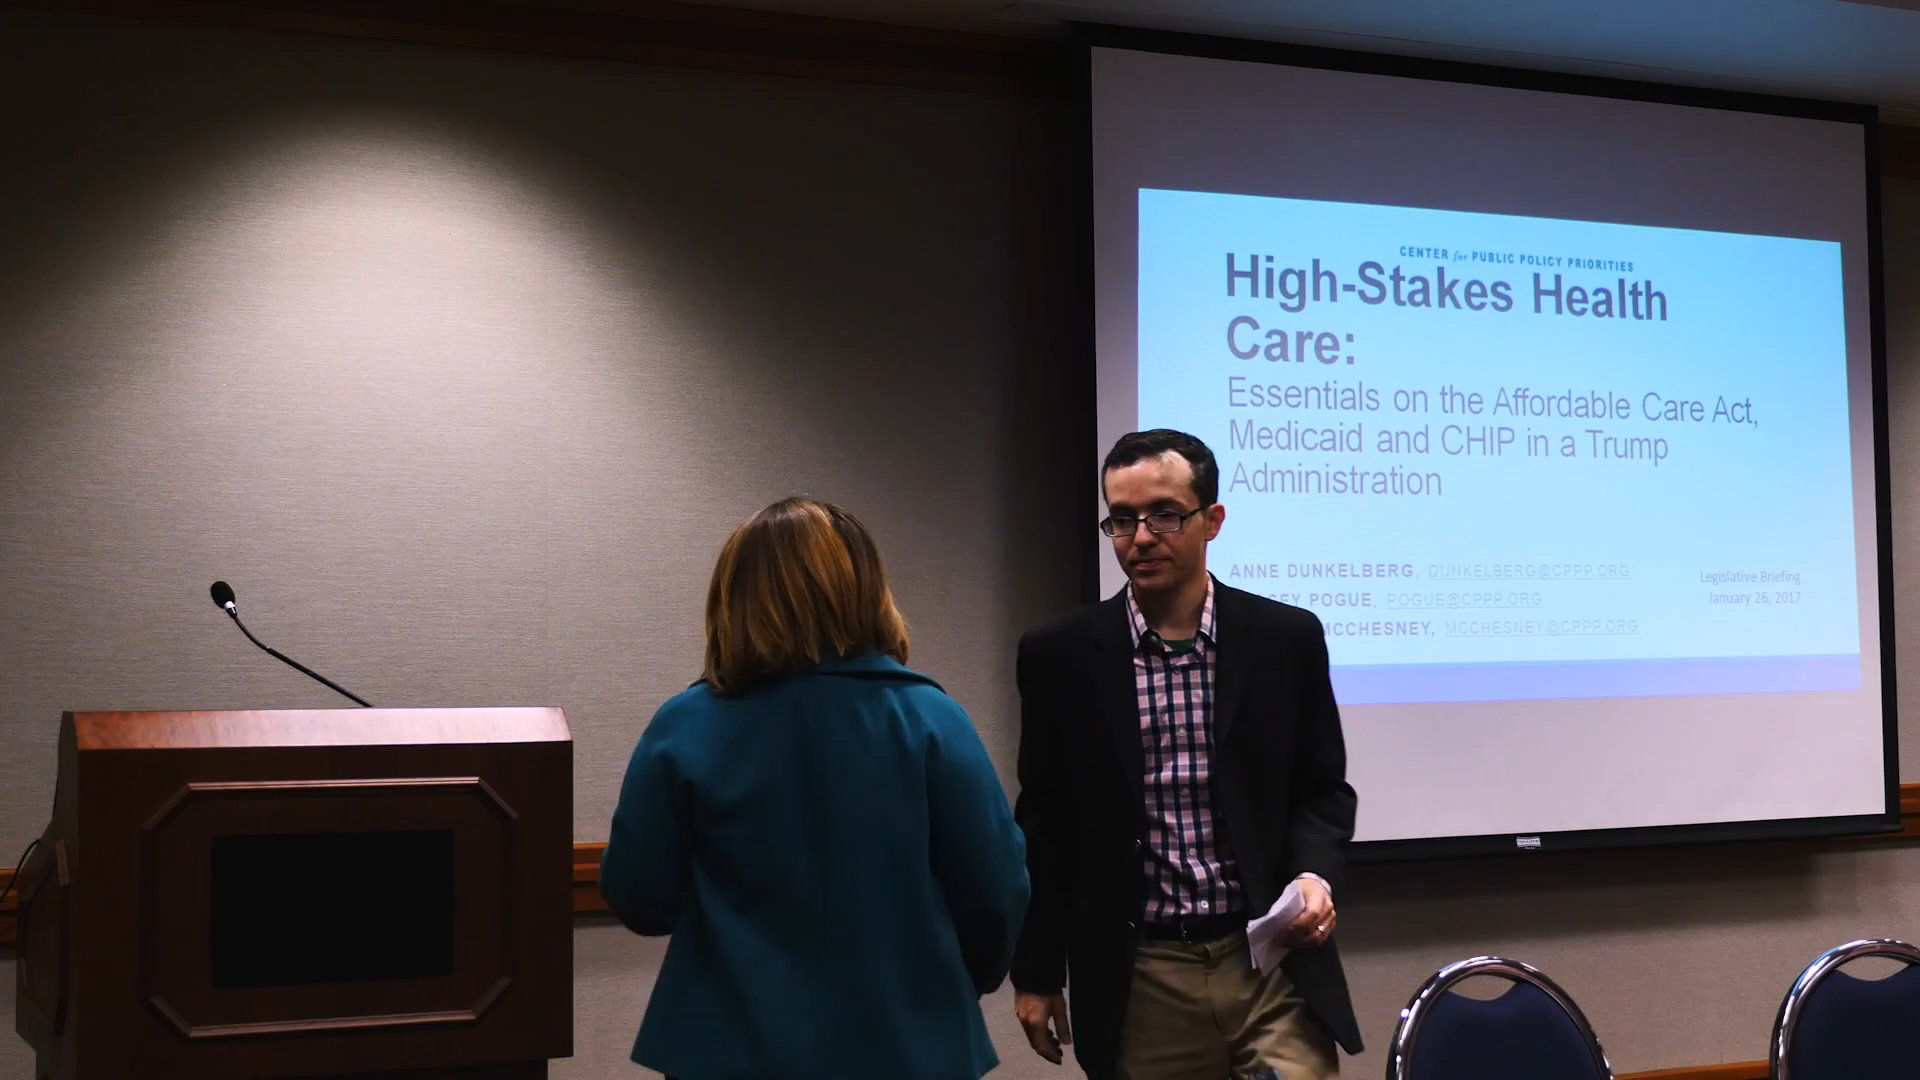 CENTER for PUBLIC POLICY PRIORITIES
High-Stakes Health
Care:
Essentials on the Affordable Care Act,
Medicaid and CHIP in a Trump
Administration
ANNE DUNKELBERG, DUNKELBERG@CPPP.ORG
POGUE, POGUE@CPPP.ORG
MCCHESNEY, MCCHESNEY@CPPP.ORG
Legislative Briefing
January 26, 2017